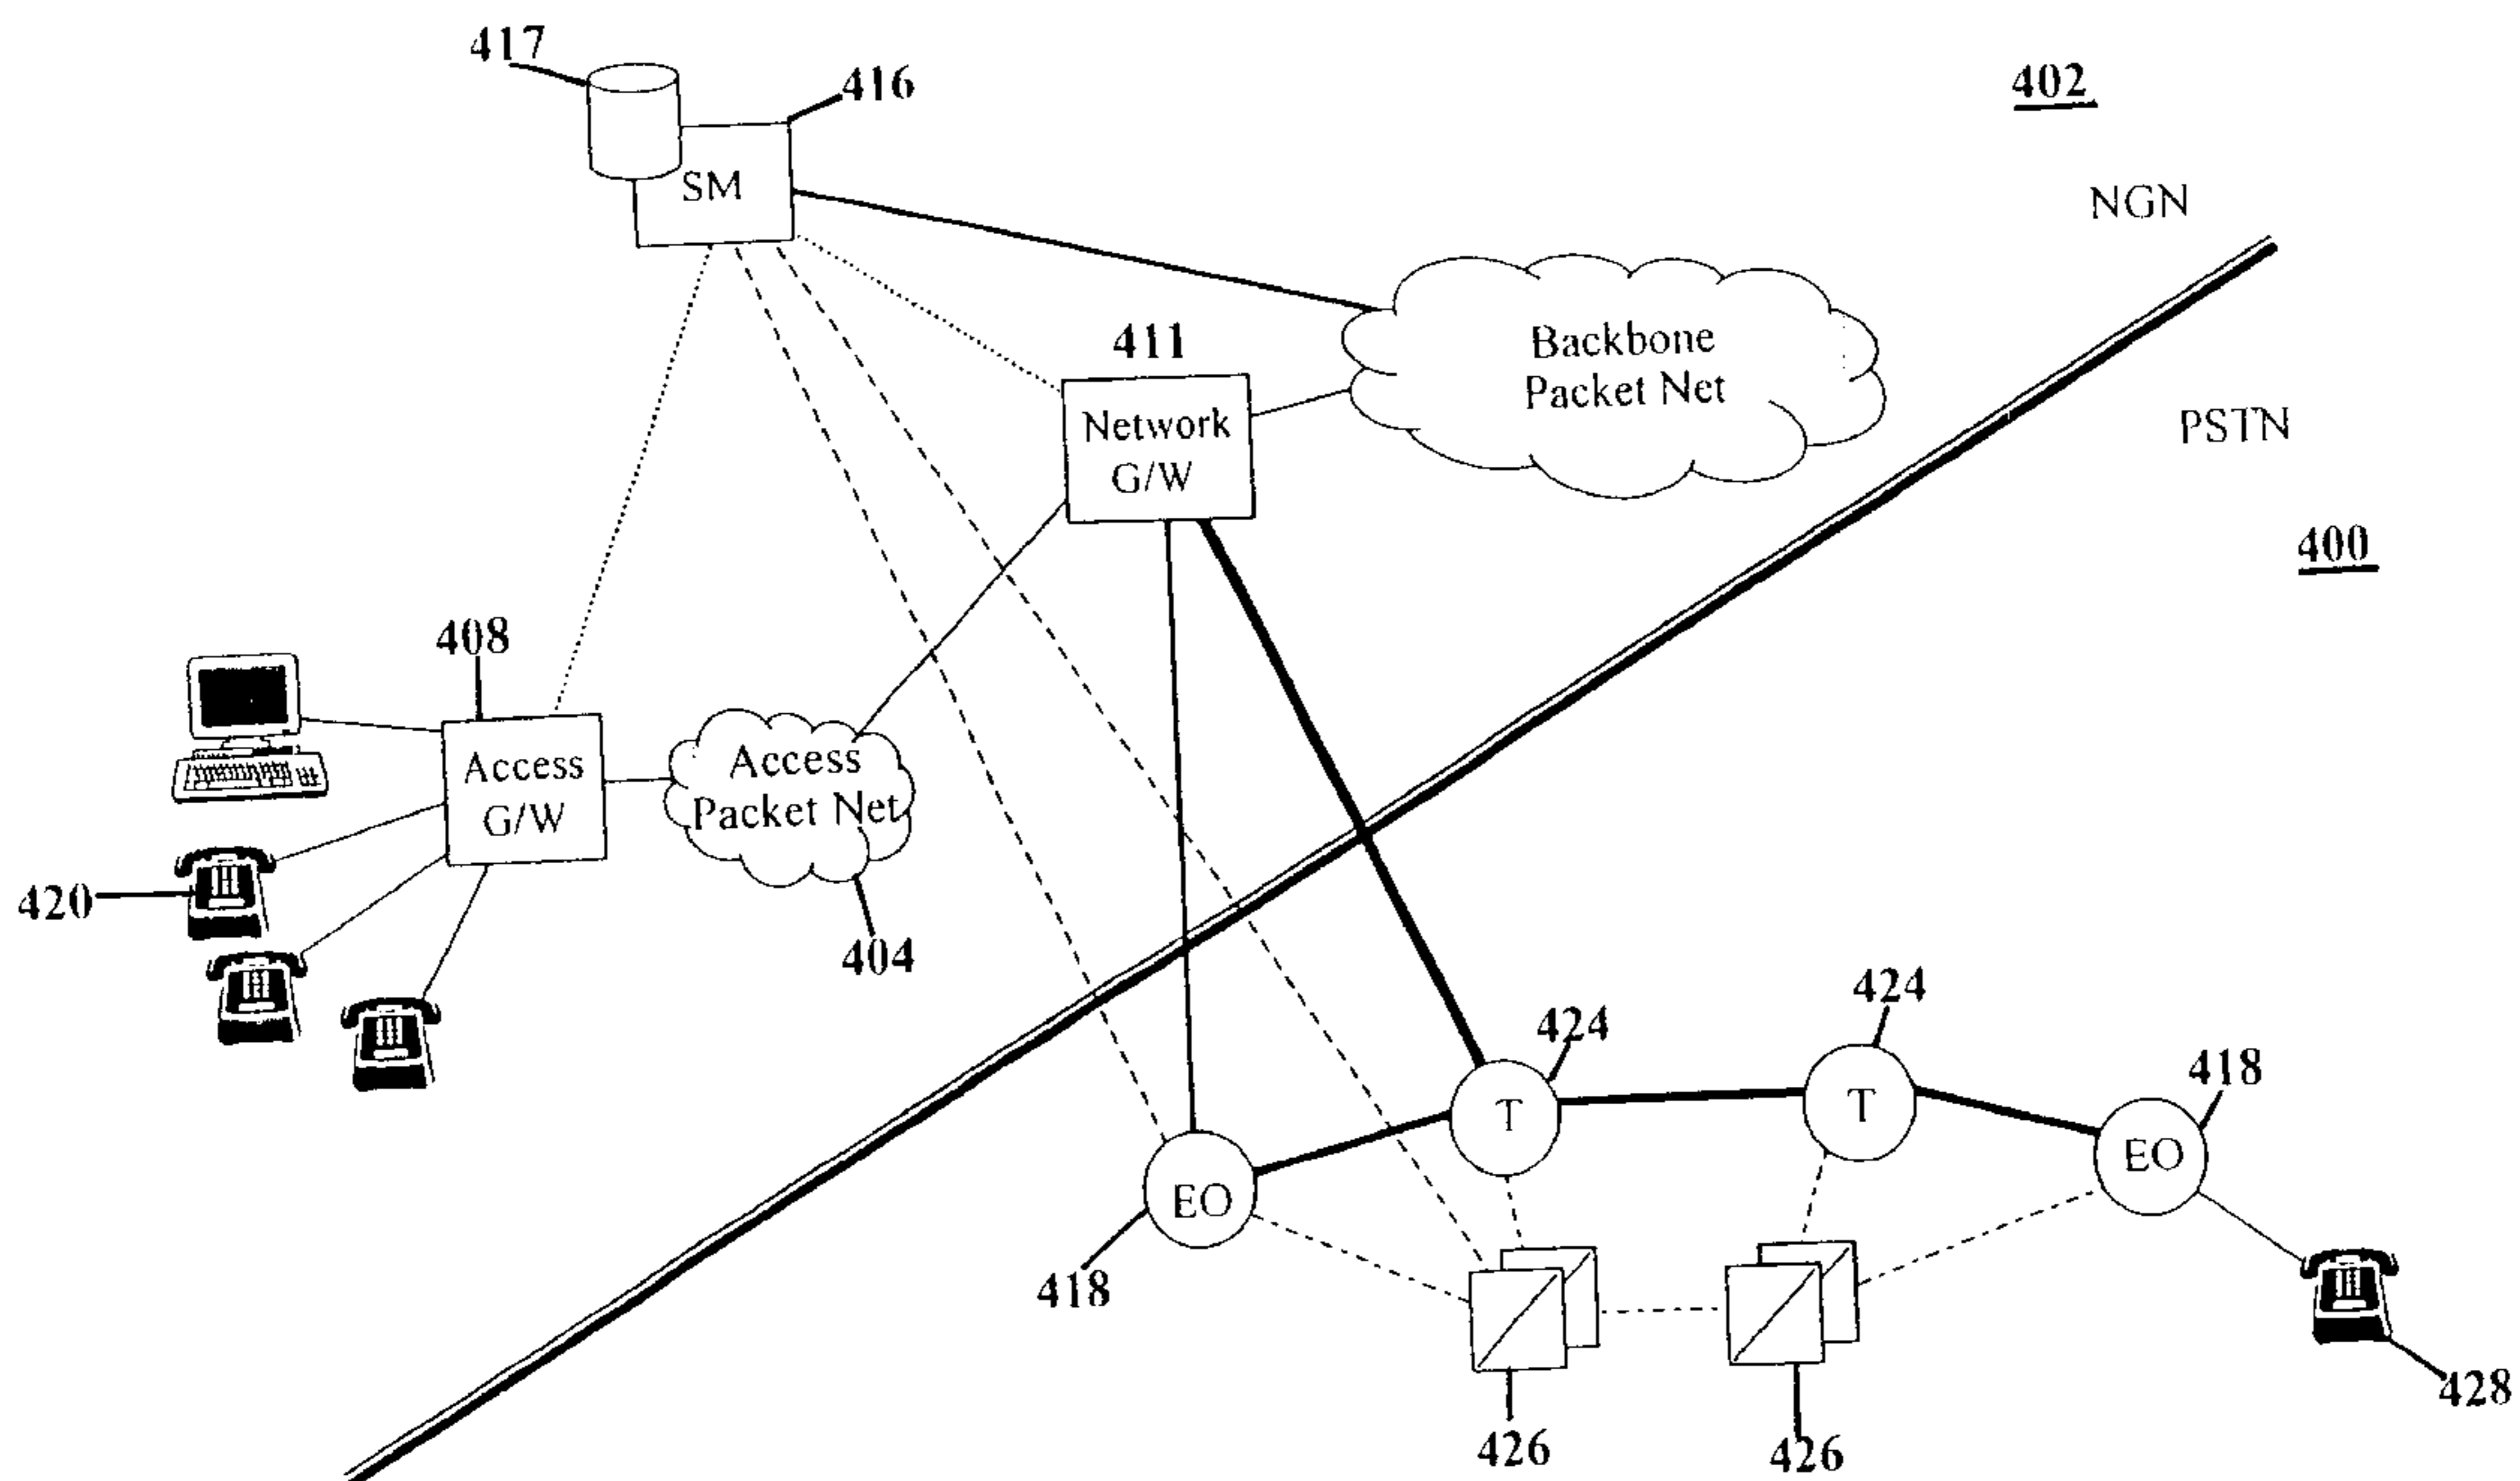 417
416
402
SM
NGN
411
Backbone
Packet Net
Network
G/W
PSTN
400
408
Access
G/W
Access
Packet Net
420
404
424
424
418
T
T
EO
EO
418
428
426
426